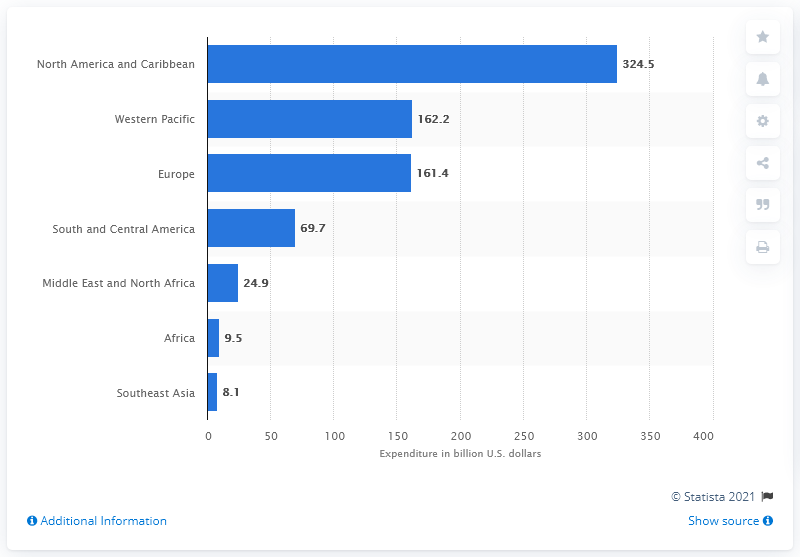 North America and Caribbean 324.5
Western Pacific 162.2
Europe 161.4
South and Central America 69.7
Middle East and North Africa 24.9
Africa 9.5
Southeast Asia 8.1
0 50 100 150 200 250 300 350 400
Expenditure in billion U.S. dollars
© Statista 2021
Additional Information Show source